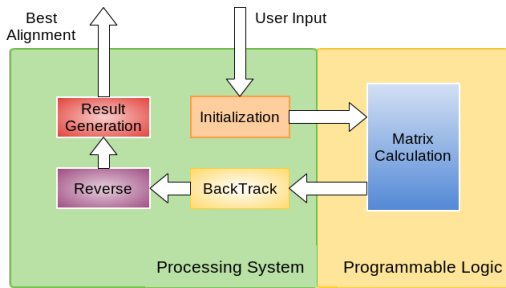 Best
Alignment
User Input
Result
Generation
Initialization
Matrix
Calculation
Reverse
BackTrack
Processing System
Programmable Logic